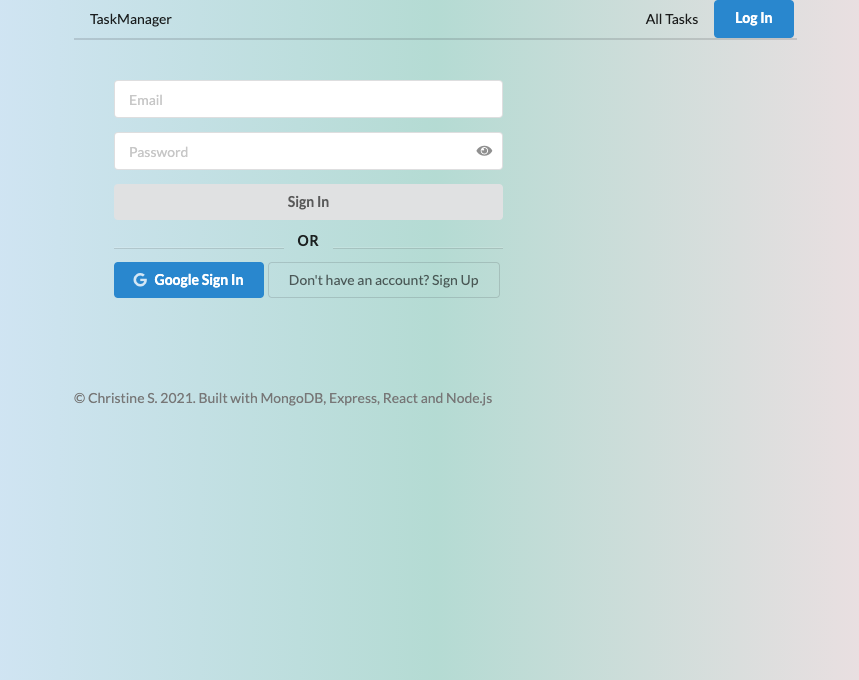 TaskManager All Tasks Log In
Email
Password
Sign In
OR
Google Sign In Don't have an account? Sign Up
© Christine S. 2021. Built with MongoDB, Express, React and Node.js